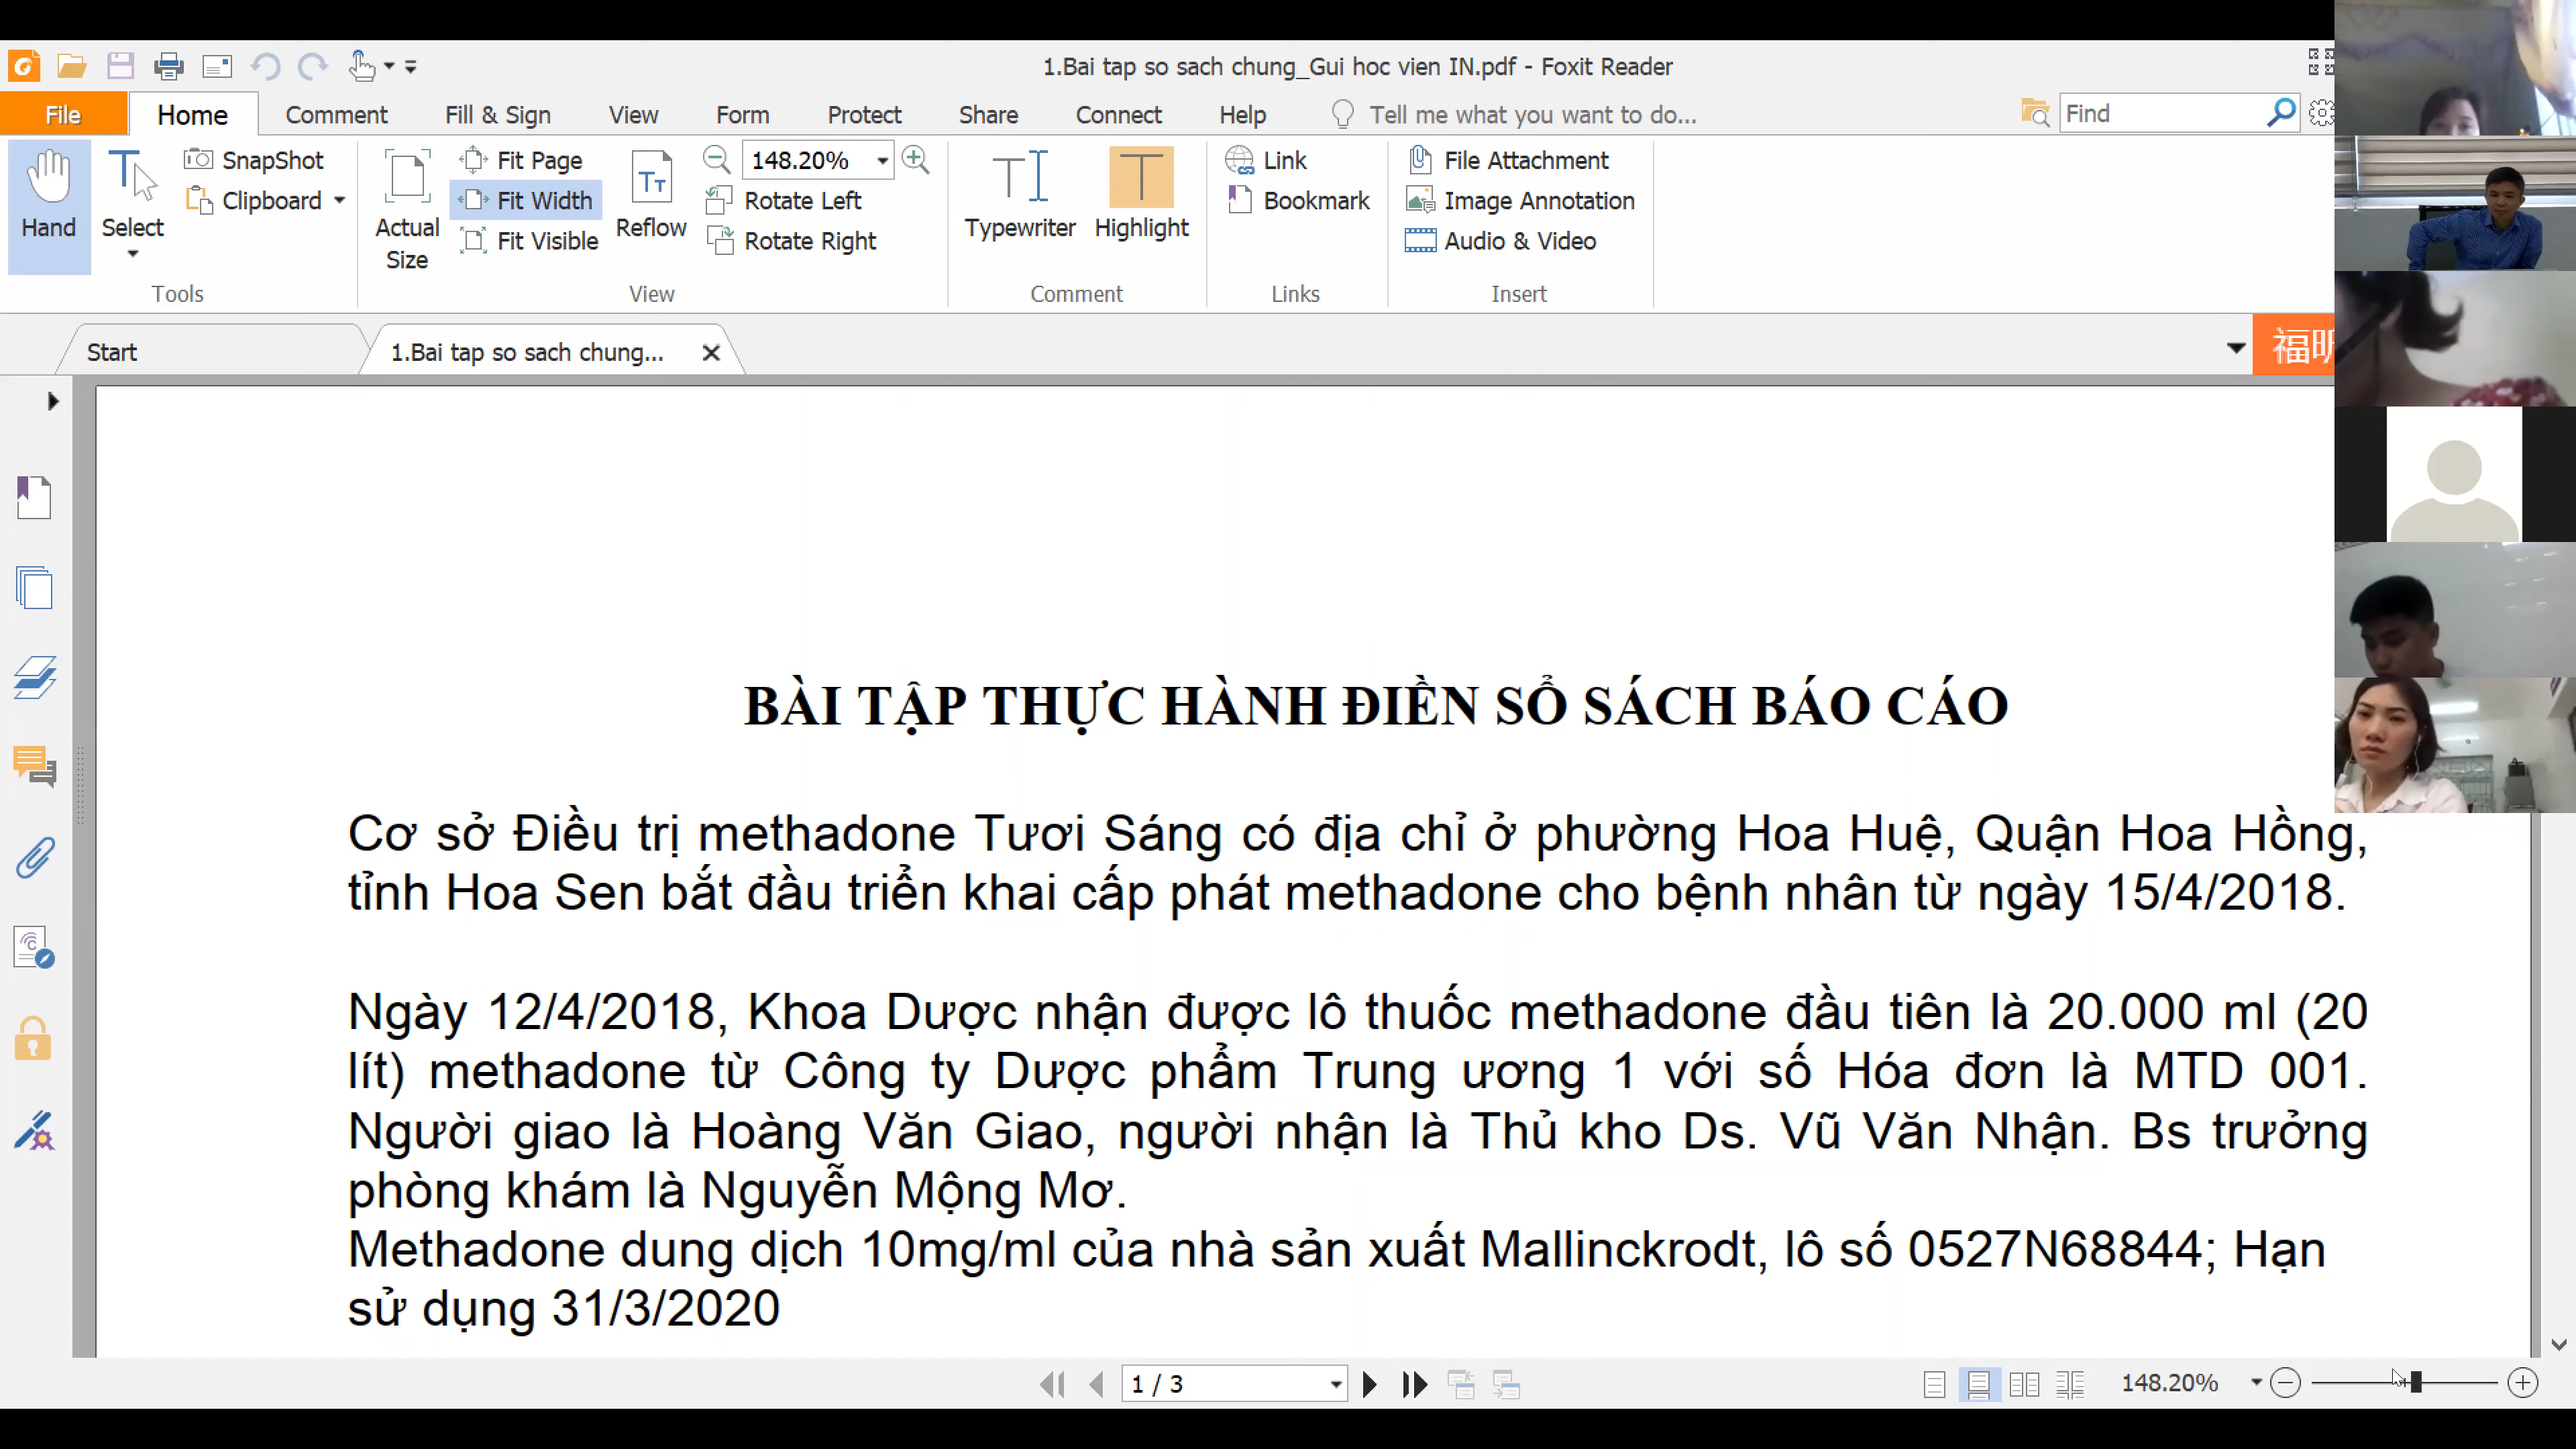 1.Bai tap so sach chung_Gui hoc vien IN.pdf - Foxit Reader
File Home Comment Fill & Sign View Form Protect Share Connect Help Tell me what you want to do... Find
Hand
Select
SnapShot
Clipboard
Tools
Actual Size
Fit Page
Fit Width
Fit Visible
Reflow
148.20%
Rotate Left
Rotate Right
View
Typewriter
Highlight
Comment
Link
Bookmark
Links
File Attachment
Image Annotation
Audio & Video
Insert
Start
1.Bai tap so sach chung...
福
BÀI TẬP THỰC HÀNH ĐIỀN SỔ SÁCH BÁO CÁO
Cơ sở Điều trị methadone Tươi Sáng có địa chỉ ở phường Hoa Huệ, Quận Hoa Hồng,
tỉnh Hoa Sen bắt đầu triển khai cấp phát methadone cho bệnh nhân từ ngày 15/4/2018.
Ngày 12/4/2018, Khoa Dược nhận được lô thuốc methadone đầu tiên là 20.000 ml (20
lít) methadone từ Công ty Dược phẩm Trung ương 1 với số Hóa đơn là MTD 001.
Người giao là Hoàng Văn Giao, người nhận là Thủ kho Ds. Vũ Văn Nhận. Bs trưởng
phòng khám là Nguyễn Mộng Mơ.
Methadone dung dịch 10mg/ml của nhà sản xuất Mallinckrodt, lô số 0527N68844; Hạn
sử dụng 31/3/2020
1 / 3
148.20%